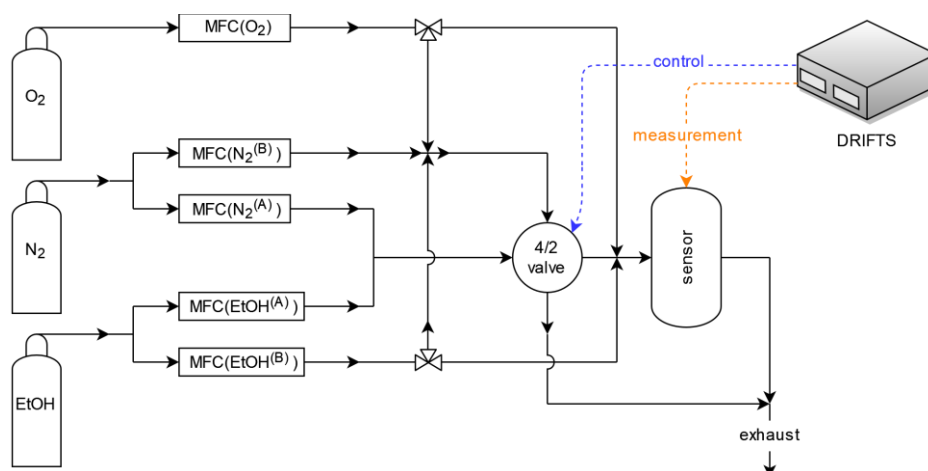 MFC(O2)
O2
control
measurement
DRIFTS
MFC(N2(B))
MFC(N2(A))
N2
4/2
valve
sensor
MFC(EtOH(A))
MFC(EtOH(B))
EtOH
exhaust